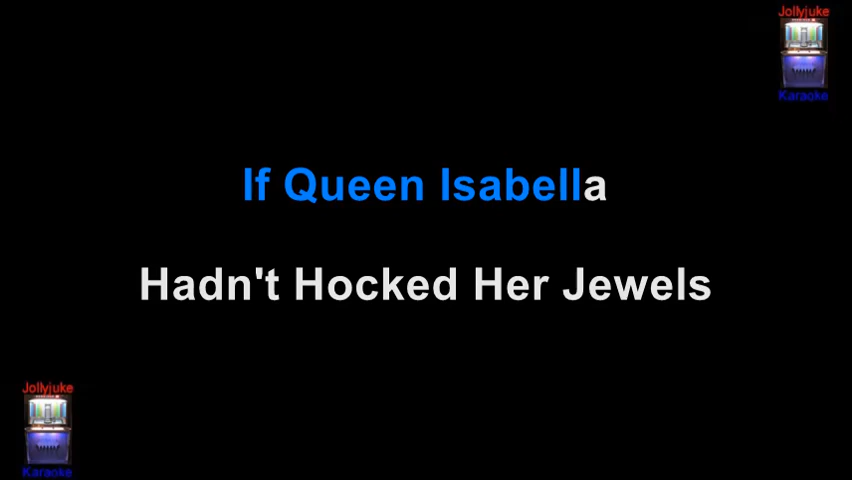 Jollyjuke
Karaoke
If Queen Isabella
Hadn't Hocked Her Jewels
Jollyjuke
Karaoke